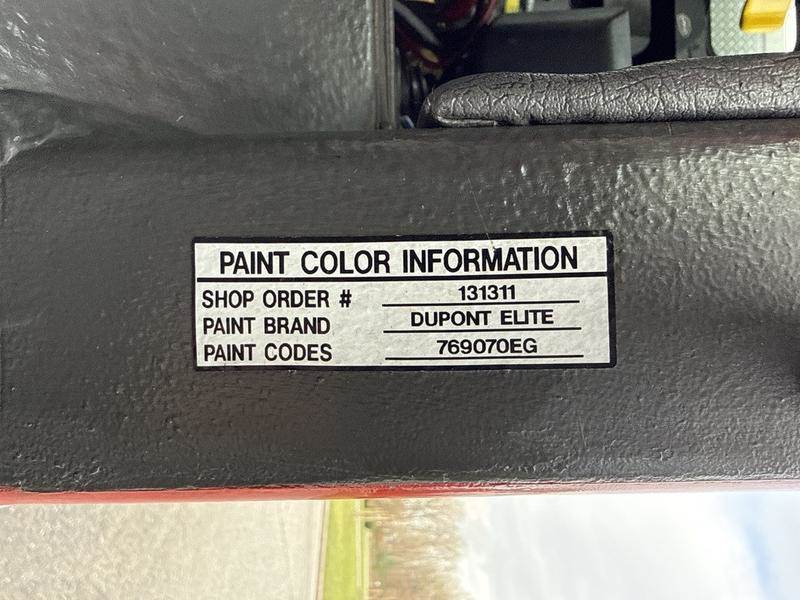 PAINT COLOR INFORMATION
SHOP ORDER # 131311
PAINT BRAND DUPONT ELITE
PAINT CODES 769070EG